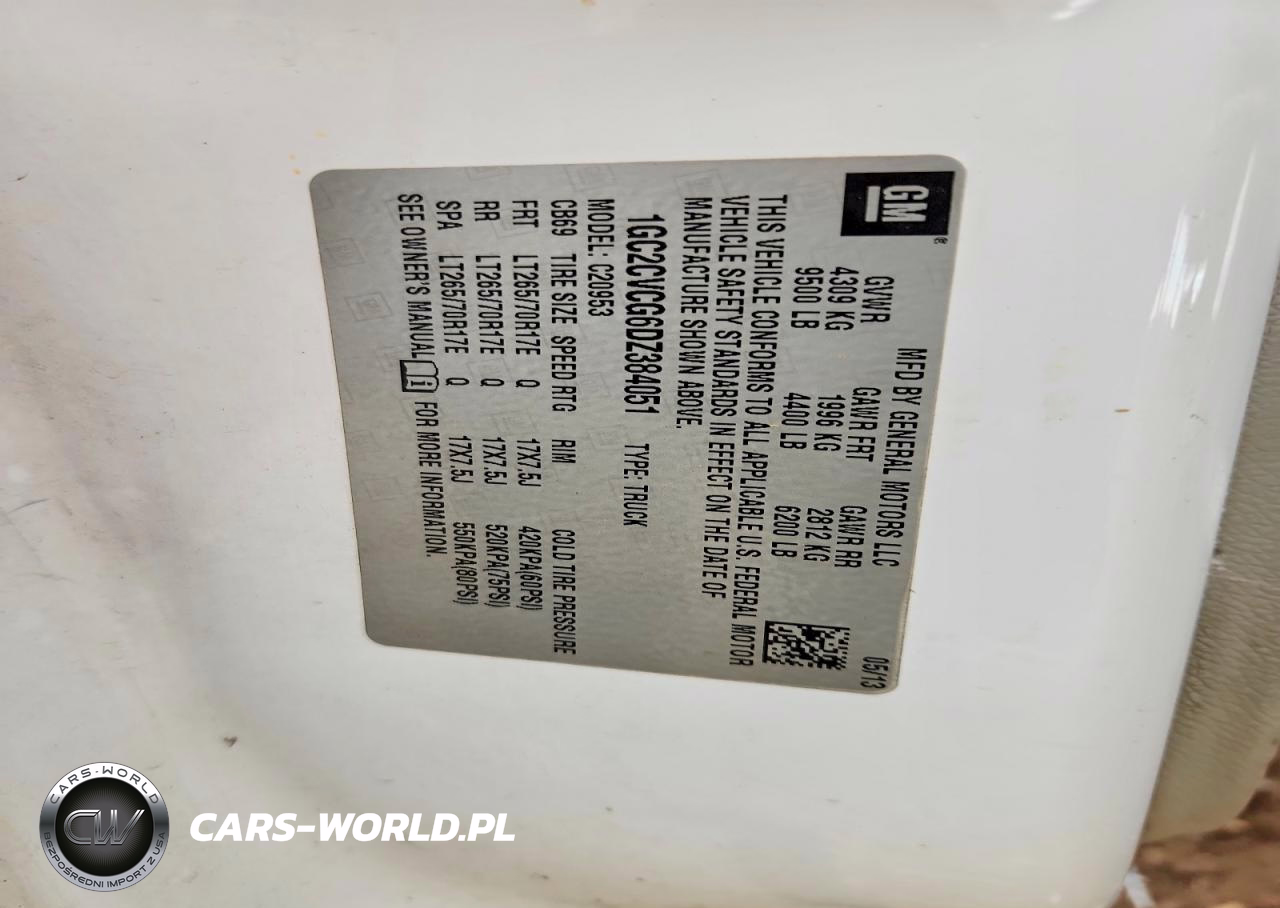 GM®
MFD BY GENERAL MOTORS LLC 05/13
GVWR GAWR FRT GAWR RR
4309 KG 1996 KG 2812 KG
9500 LB 4400 LB 6200 LB
THIS VEHICLE CONFORMS TO ALL APPLICABLE U.S. FEDERAL MOTOR
VEHICLE SAFETY STANDARDS IN EFFECT ON THE DATE OF
MANUFACTURE SHOWN ABOVE.
1GC2CVCG6DZ384051 TYPE: TRUCK
MODEL: C20953
CB69 TIRE SIZE SPEED RTG RIM COLD TIRE PRESSURE
FRT LT265/70R17E Q 17X7.5J 420KPA(60PSI)
RR LT265/70R17E Q 17X7.5J 520KPA(75PSI)
SPA LT265/70R17E Q 17X7.5J 550KPA(80PSI)
SEE OWNER'S MANUAL FOR MORE INFORMATION.
CARS-WORLD
CW
BEZPOŚREDNI IMPORT Z USA
CARS-WORLD.PL